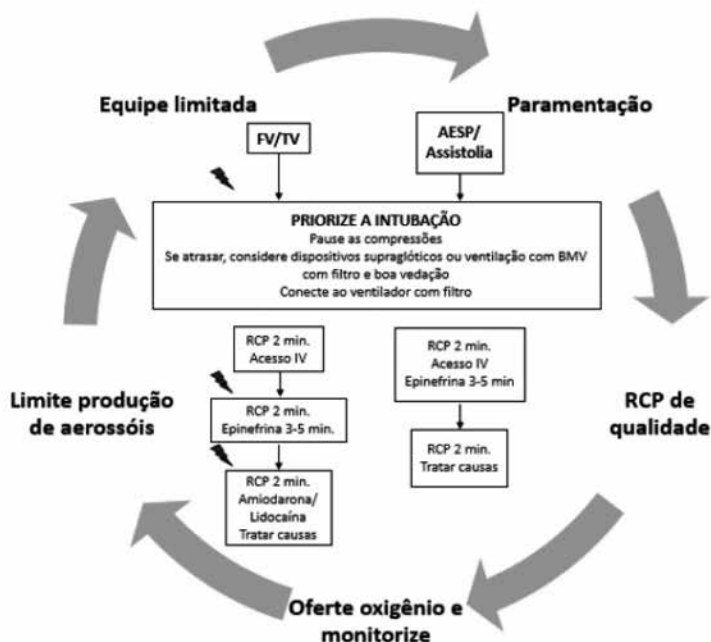 Equipe limitada
Paramentação
FV/TV
AESP/
Assistolia
PRIORIZE A INTUBAÇÃO
Pause as compressões
Se atrasar, considere dispositivos supraglóticos ou ventilação com BMV
com filtro e boa vedação
Conecte ao ventilador com filtro
RCP 2 min.
Acesso IV
RCP 2 min.
Epinefrina 3-5 min.
RCP 2 min.
Amiodarona/
Lidocaína
Tratar causas
RCP 2 min.
Acesso IV
Epinefrina 3-5 min
RCP 2 min.
Tratar causas
Limite produção
de aerossóis
RCP de
qualidade
Oferte oxigênio e
monitorize